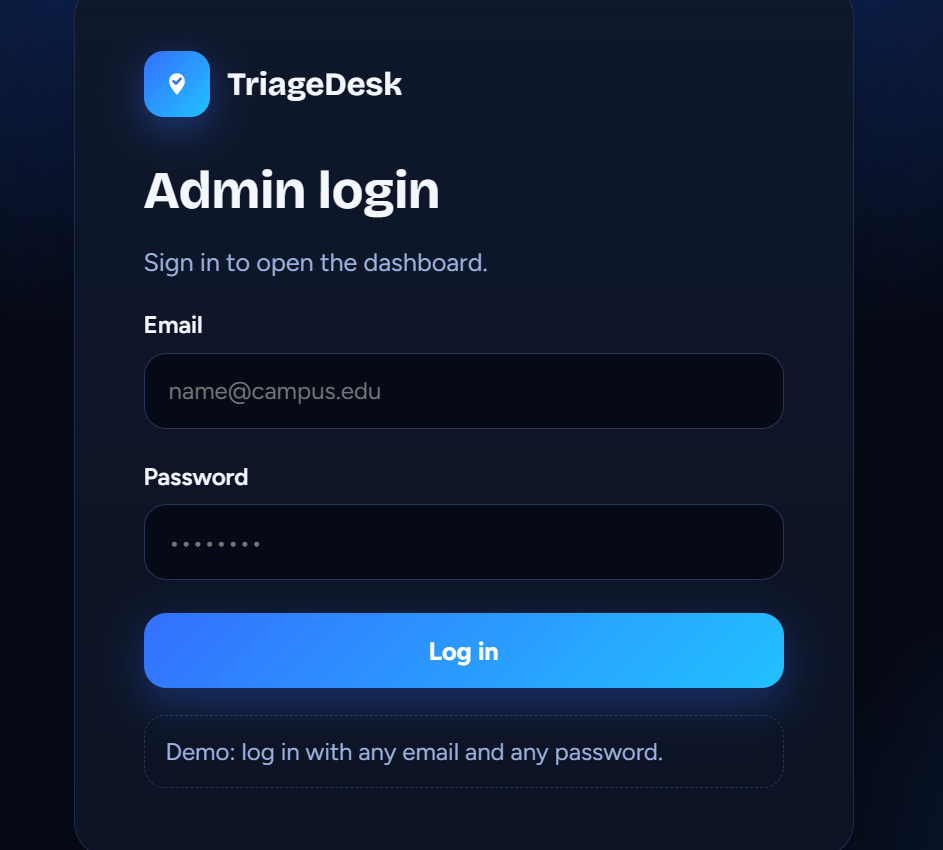 TriageDesk
Admin login
Sign in to open the dashboard.
Email
name@campus.edu
Password
••••••••
Log in
Demo: log in with any email and any password.